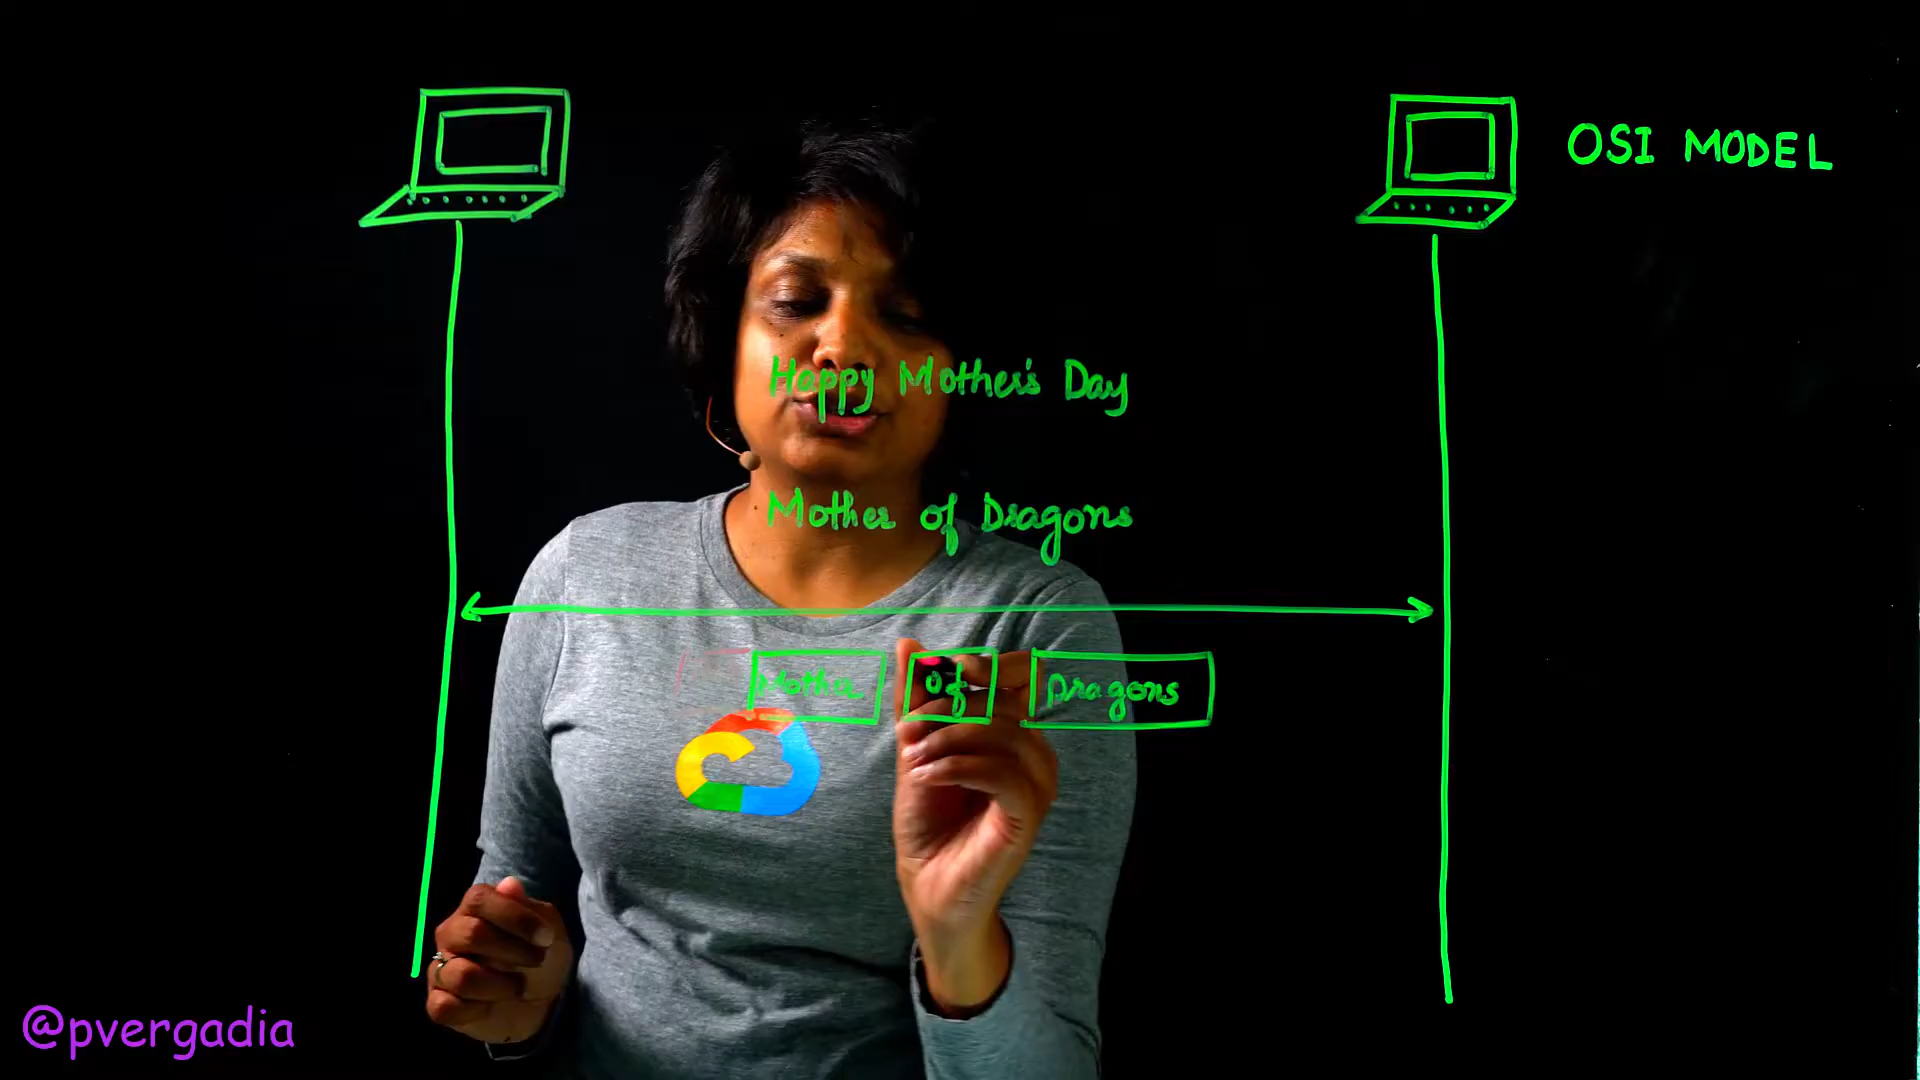 OSI MODEL
Happy Mother's Day
Mother of Dragons
Mother of Dragons
@pvergadia